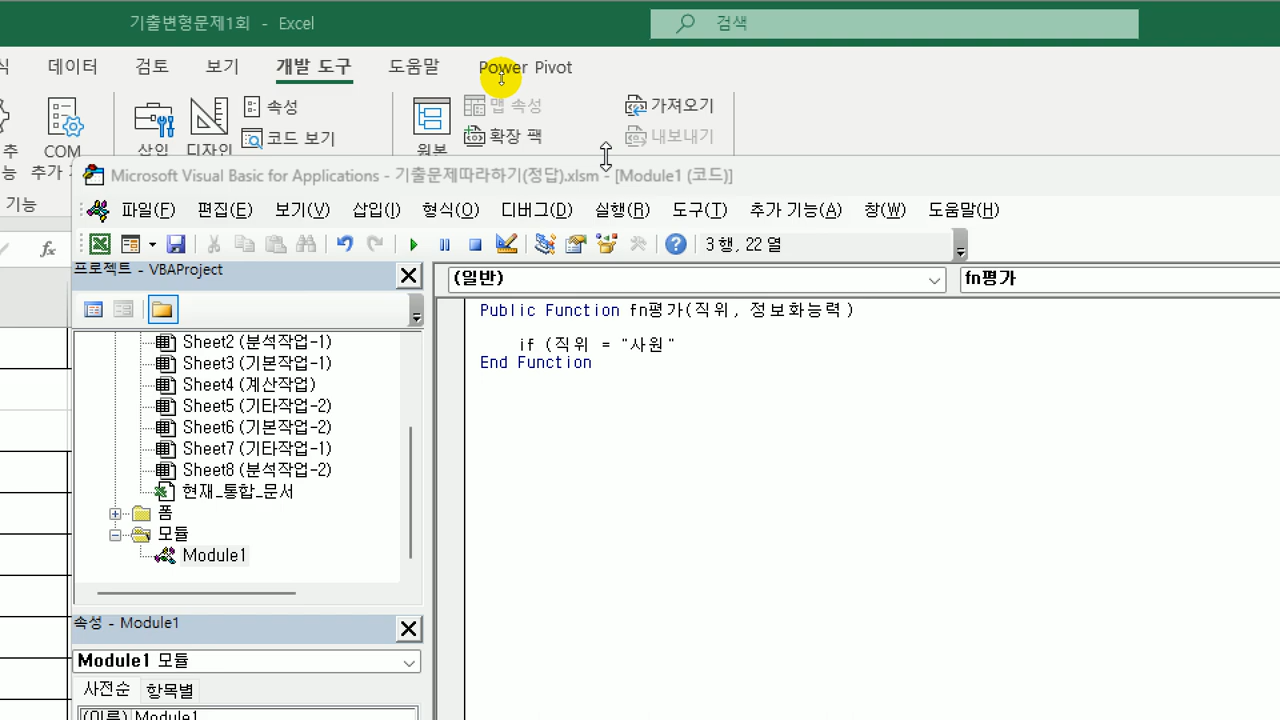 기출변형문제1회 - Excel
검색
식 데이터 검토 보기 개발 도구 도움말 Power Pivot
속성
맵 속성
가져오기
코드 보기
확장 팩
내보내기
추
COM
삽입 디자인
원본
능 추가
기능
Microsoft Visual Basic for Applications - 기출문제따라하기(정답).xlsm - [Module1 (코드)]
파일(F) 편집(E) 보기(V) 삽입(I) 형식(O) 디버그(D) 실행(R) 도구(T) 추가 기능(A) 창(W) 도움말(H)
3 행, 22 열
fx
프로젝트 - VBAProject
(일반)
fn평가
Sheet2 (분석작업-1)
Sheet3 (기본작업-1)
Sheet4 (계산작업)
Sheet5 (기타작업-2)
Sheet6 (기본작업-2)
Sheet7 (기타작업-1)
Sheet8 (분석작업-2)
현재_통합_문서
폼
모듈
Module1
Public Function fn평가(직위, 정보화능력)
if (직위 = "사원"
End Function
속성 - Module1
Module1 모듈
사전순 항목별
(이름) Module1